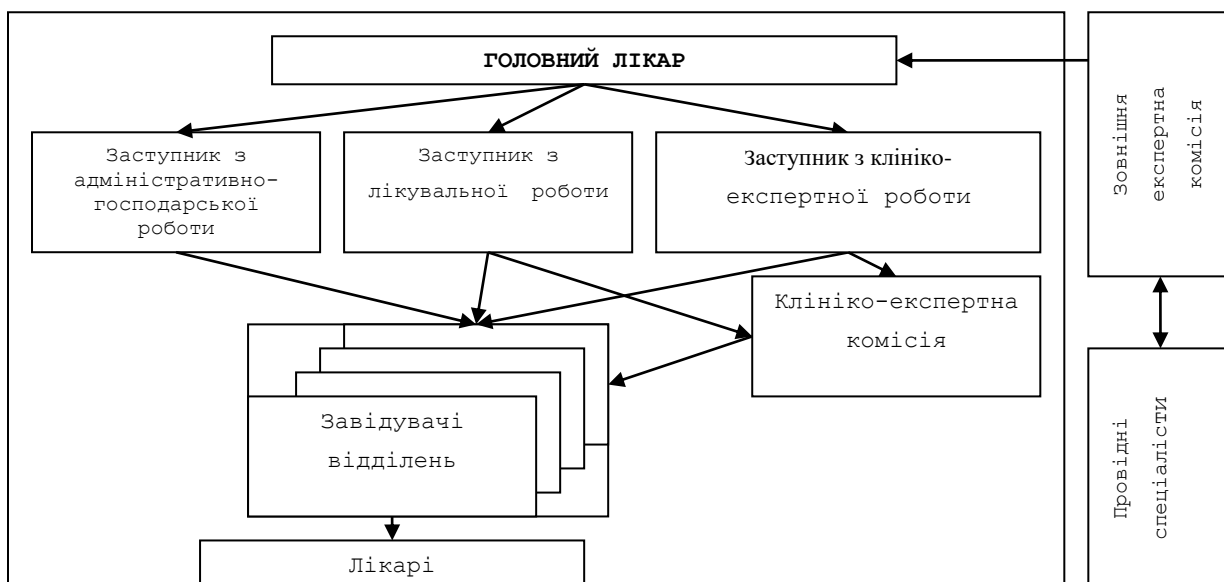 ГОЛОВНИЙ ЛІКАР
Заступник з
адміністративно-
господарської
роботи
Заступник з
лікувальної роботи
Заступник з клініко-
експертної роботи
Зовнішня
експертна
комісія
Клініко-експертна
комісія
Завідувачі
відділень
Провідні
спеціалісти
Лікарі